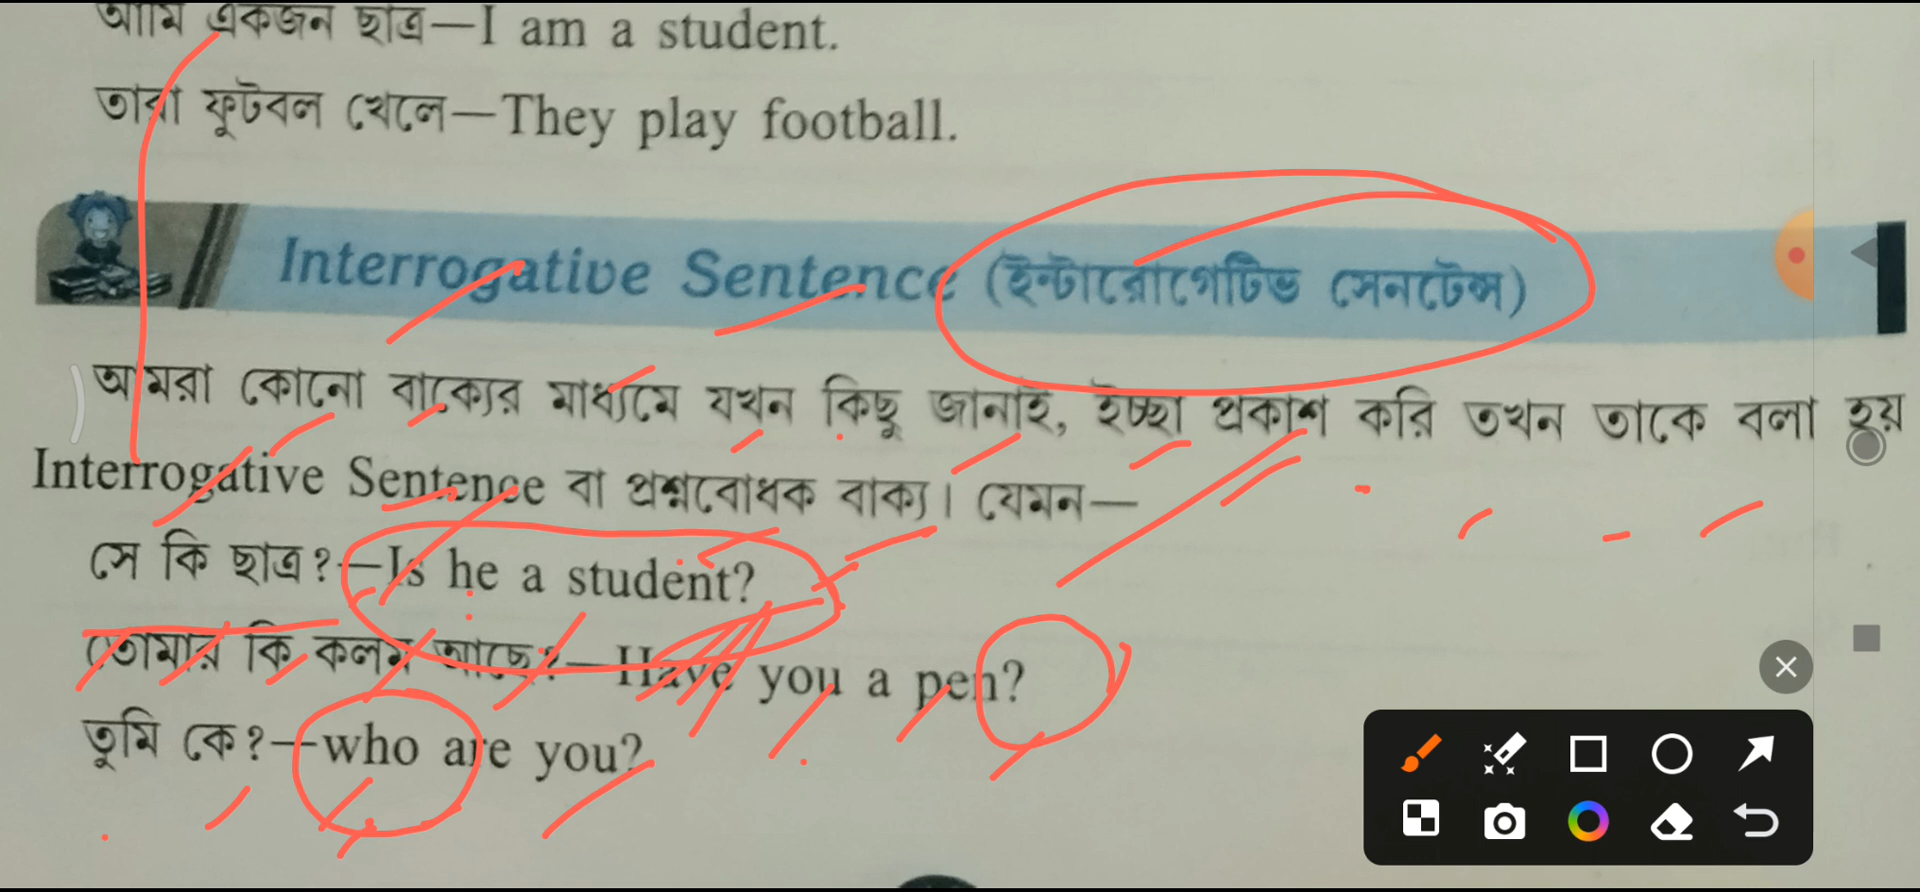 আমি একজন ছাত্র—I am a student.
তারা ফুটবল খেলে—They play football.
Interrogative Sentence (ইন্টারোগেটিভ সেনটেন্স)
আমরা কোনো বাক্যের মাধ্যমে যখন কিছু জানাই, ইচ্ছা প্রকাশ করি তখন তাকে বলা হয়
Interrogative Sentence বা প্রশ্নবোধক বাক্য। যেমন—
সে কি ছাত্র?—Is he a student?
তোমার কি কলম আছে?—Have you a pen?
তুমি কে?—who are you?